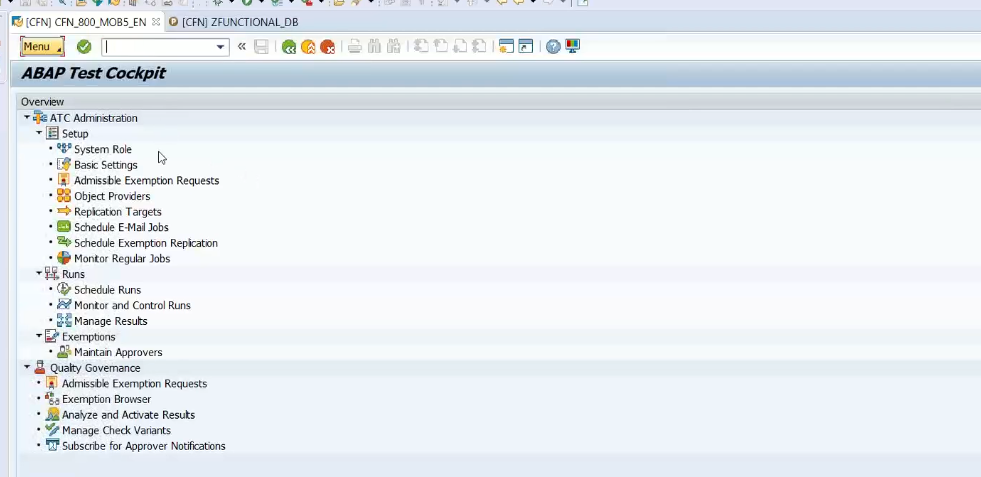 [CFN] CFN_800_MOB5_EN [CFN] ZFUNCTIONAL_DB
Menu
ABAP Test Cockpit
Overview
ATC Administration
Setup
System Role
Basic Settings
Admissible Exemption Requests
Object Providers
Replication Targets
Schedule E-Mail Jobs
Schedule Exemption Replication
Monitor Regular Jobs
Runs
Schedule Runs
Monitor and Control Runs
Manage Results
Exemptions
Maintain Approvers
Quality Governance
Admissible Exemption Requests
Exemption Browser
Analyze and Activate Results
Manage Check Variants
Subscribe for Approver Notifications